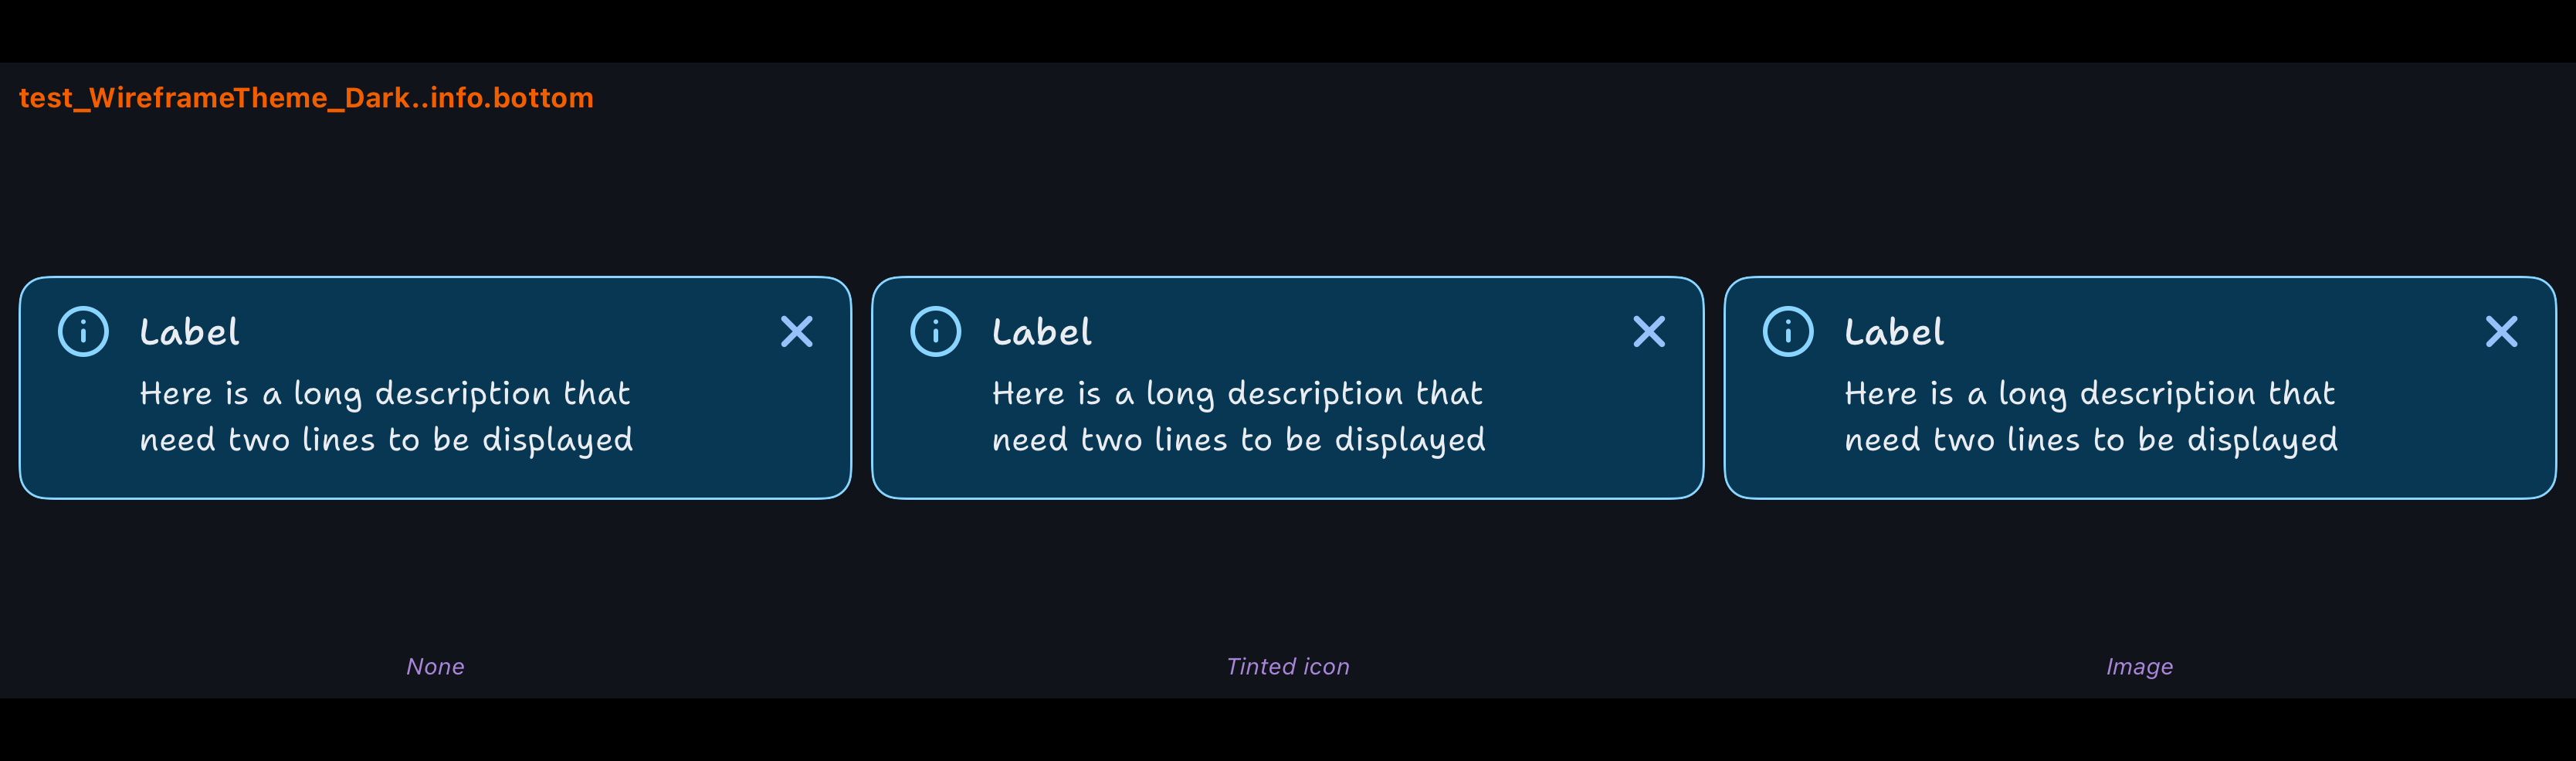 test_WireframeTheme_Dark..info.bottom
Label
Here is a long description that
need two lines to be displayed
Label
Here is a long description that
need two lines to be displayed
Label
Here is a long description that
need two lines to be displayed
None
Tinted icon
Image